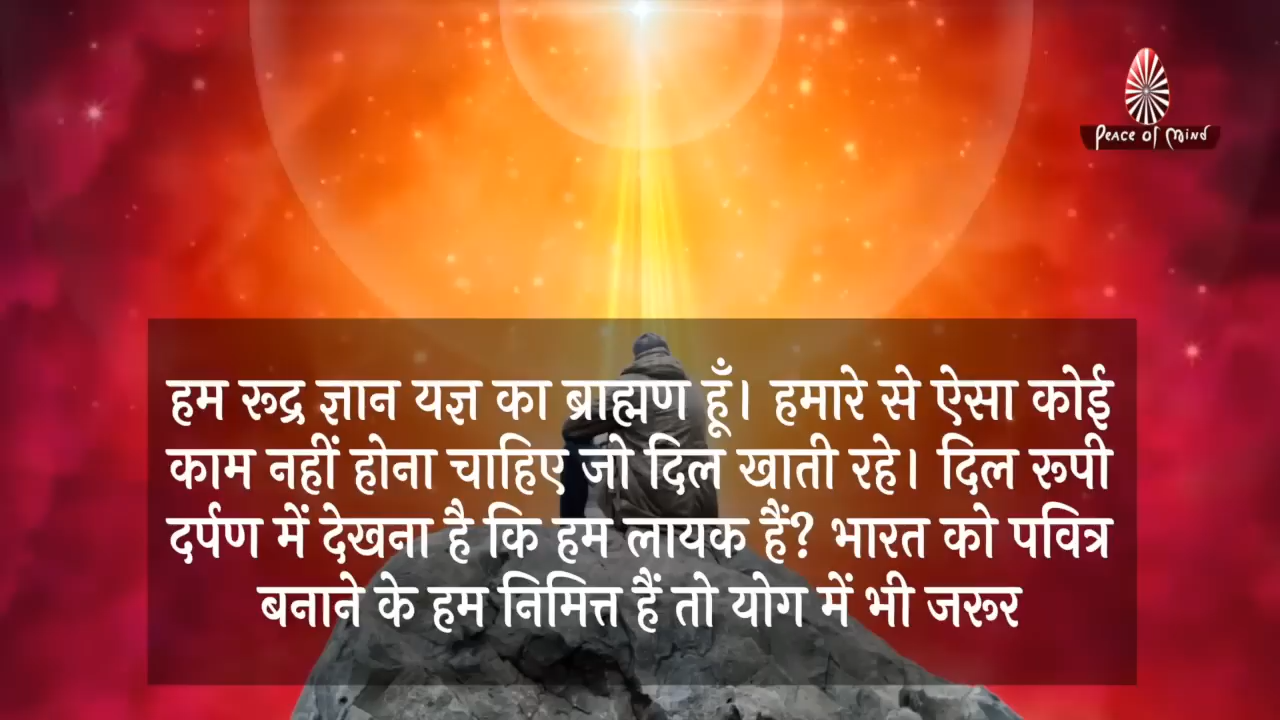 Peace of Mind
हम रूद्र ज्ञान यज्ञ का ब्राह्मण हूँ। हमारे से ऐसा कोई
काम नहीं होना चाहिए जो दिल खाती रहे। दिल रूपी
दर्पण में देखना है कि हम लायक हैं? भारत को पवित्र
बनाने के हम निमित्त हैं तो योग में भी जरूर